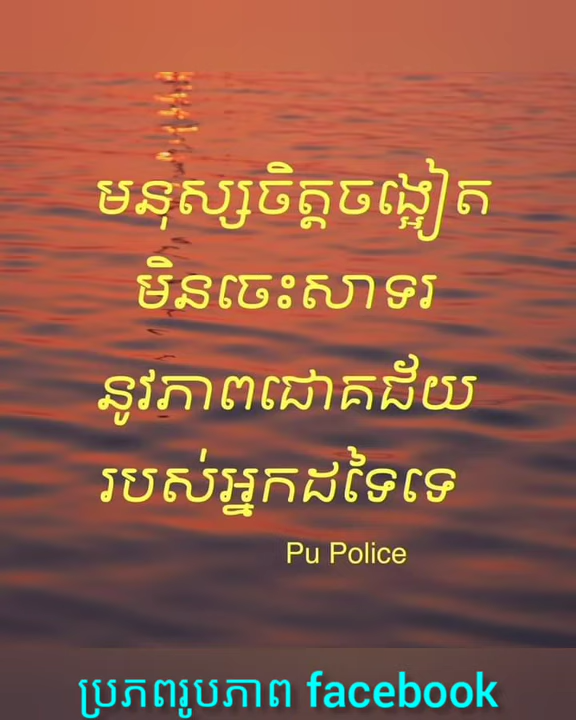 មនុស្សចិត្តចង្អៀត
មិនចេះសាទរ
នូវភាពជោគជ័យ
របស់អ្នកដទៃទេ
Pu Police
ប្រភពរូបភាព facebook